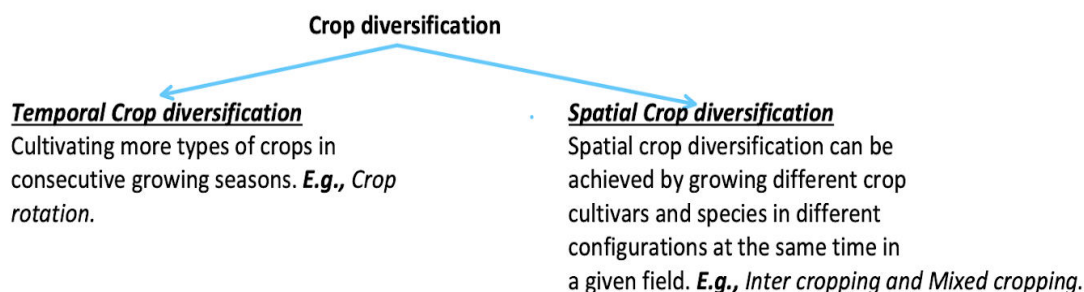 Crop diversification
Temporal Crop diversification
Cultivating more types of crops in
consecutive growing seasons. E.g., Crop
rotation.
Spatial Crop diversification
Spatial crop diversification can be
achieved by growing different crop
cultivars and species in different
configurations at the same time in
a given field. E.g., Inter cropping and Mixed cropping.